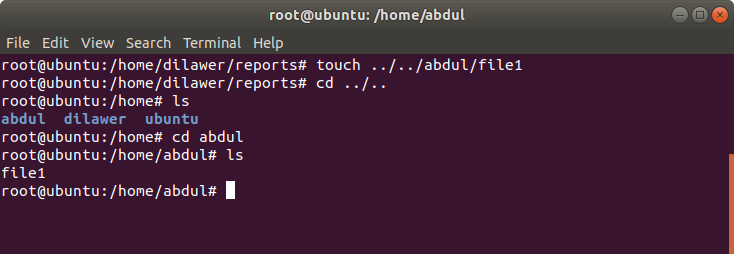 root@ubuntu: /home/abdul
File Edit View Search Terminal Help
root@ubuntu:/home/dilawer/reports# touch ../../abdul/file1
root@ubuntu:/home/dilawer/reports# cd ../..
root@ubuntu:/home# ls
abdul dilawer ubuntu
root@ubuntu:/home# cd abdul
root@ubuntu:/home/abdul# ls
file1
root@ubuntu:/home/abdul#